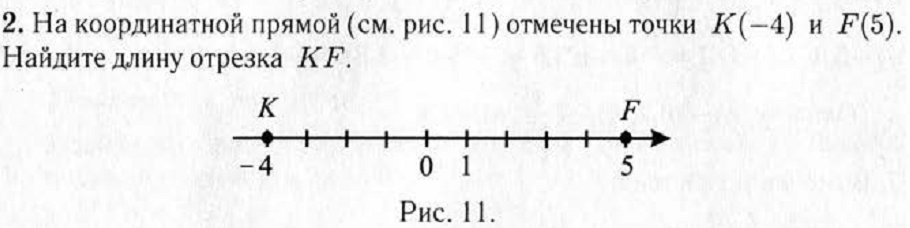 2. На координатной прямой (см. рис. 11) отмечены точки K(−4) и F(5).
Найдите длину отрезка KF.
K F
−4 0 1 5
Рис. 11.